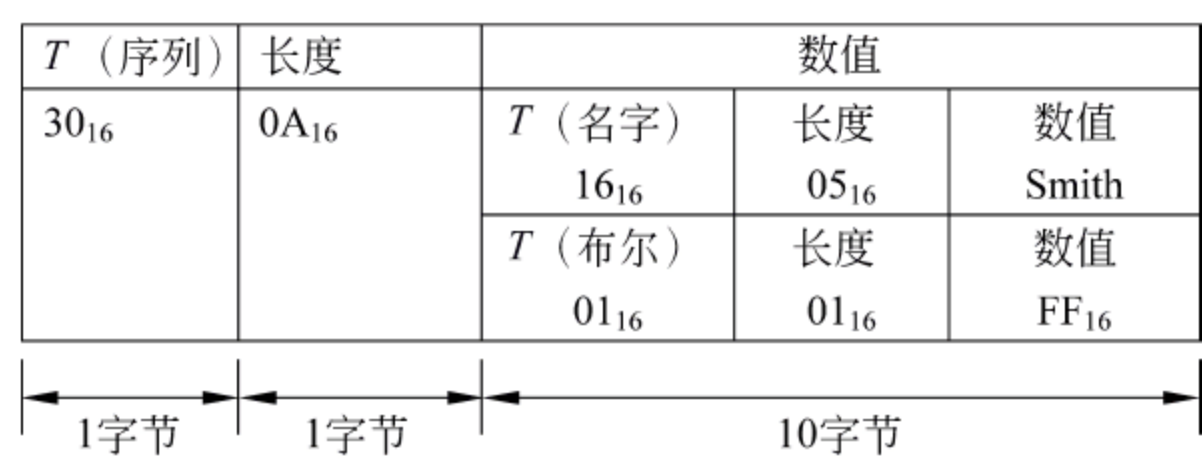 T（序列） 长度 数值
30₁₆ 0A₁₆ T（名字） 长度 数值
16₁₆ 05₁₆ Smith
T（布尔） 长度 数值
01₁₆ 01₁₆ FF₁₆
1字节 1字节 10字节